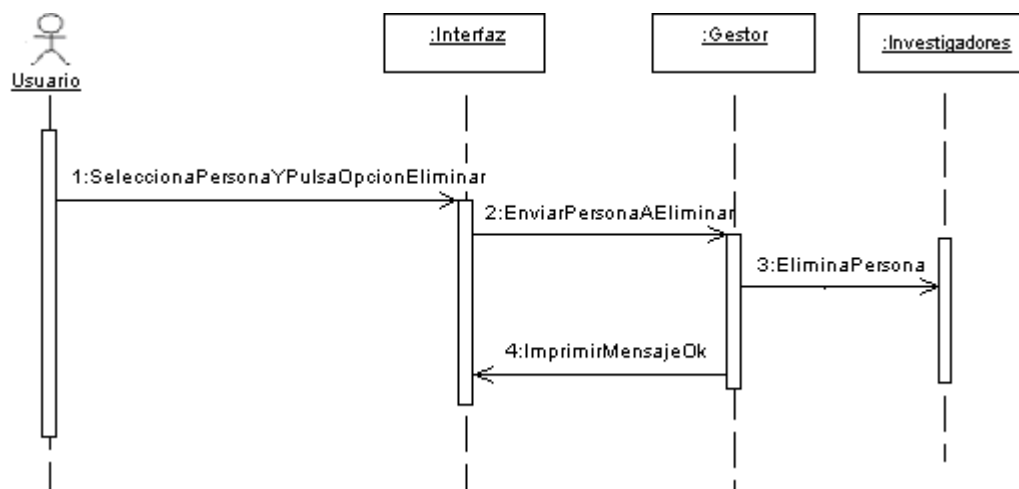 :Interfaz
:Gestor
:Investigadores
Usuario
1:SeleccionaPersonaYPulsaOpcionEliminar
2:EnviarPersonaAEliminar
3:EliminaPersona
4:ImprimirMensajeOk